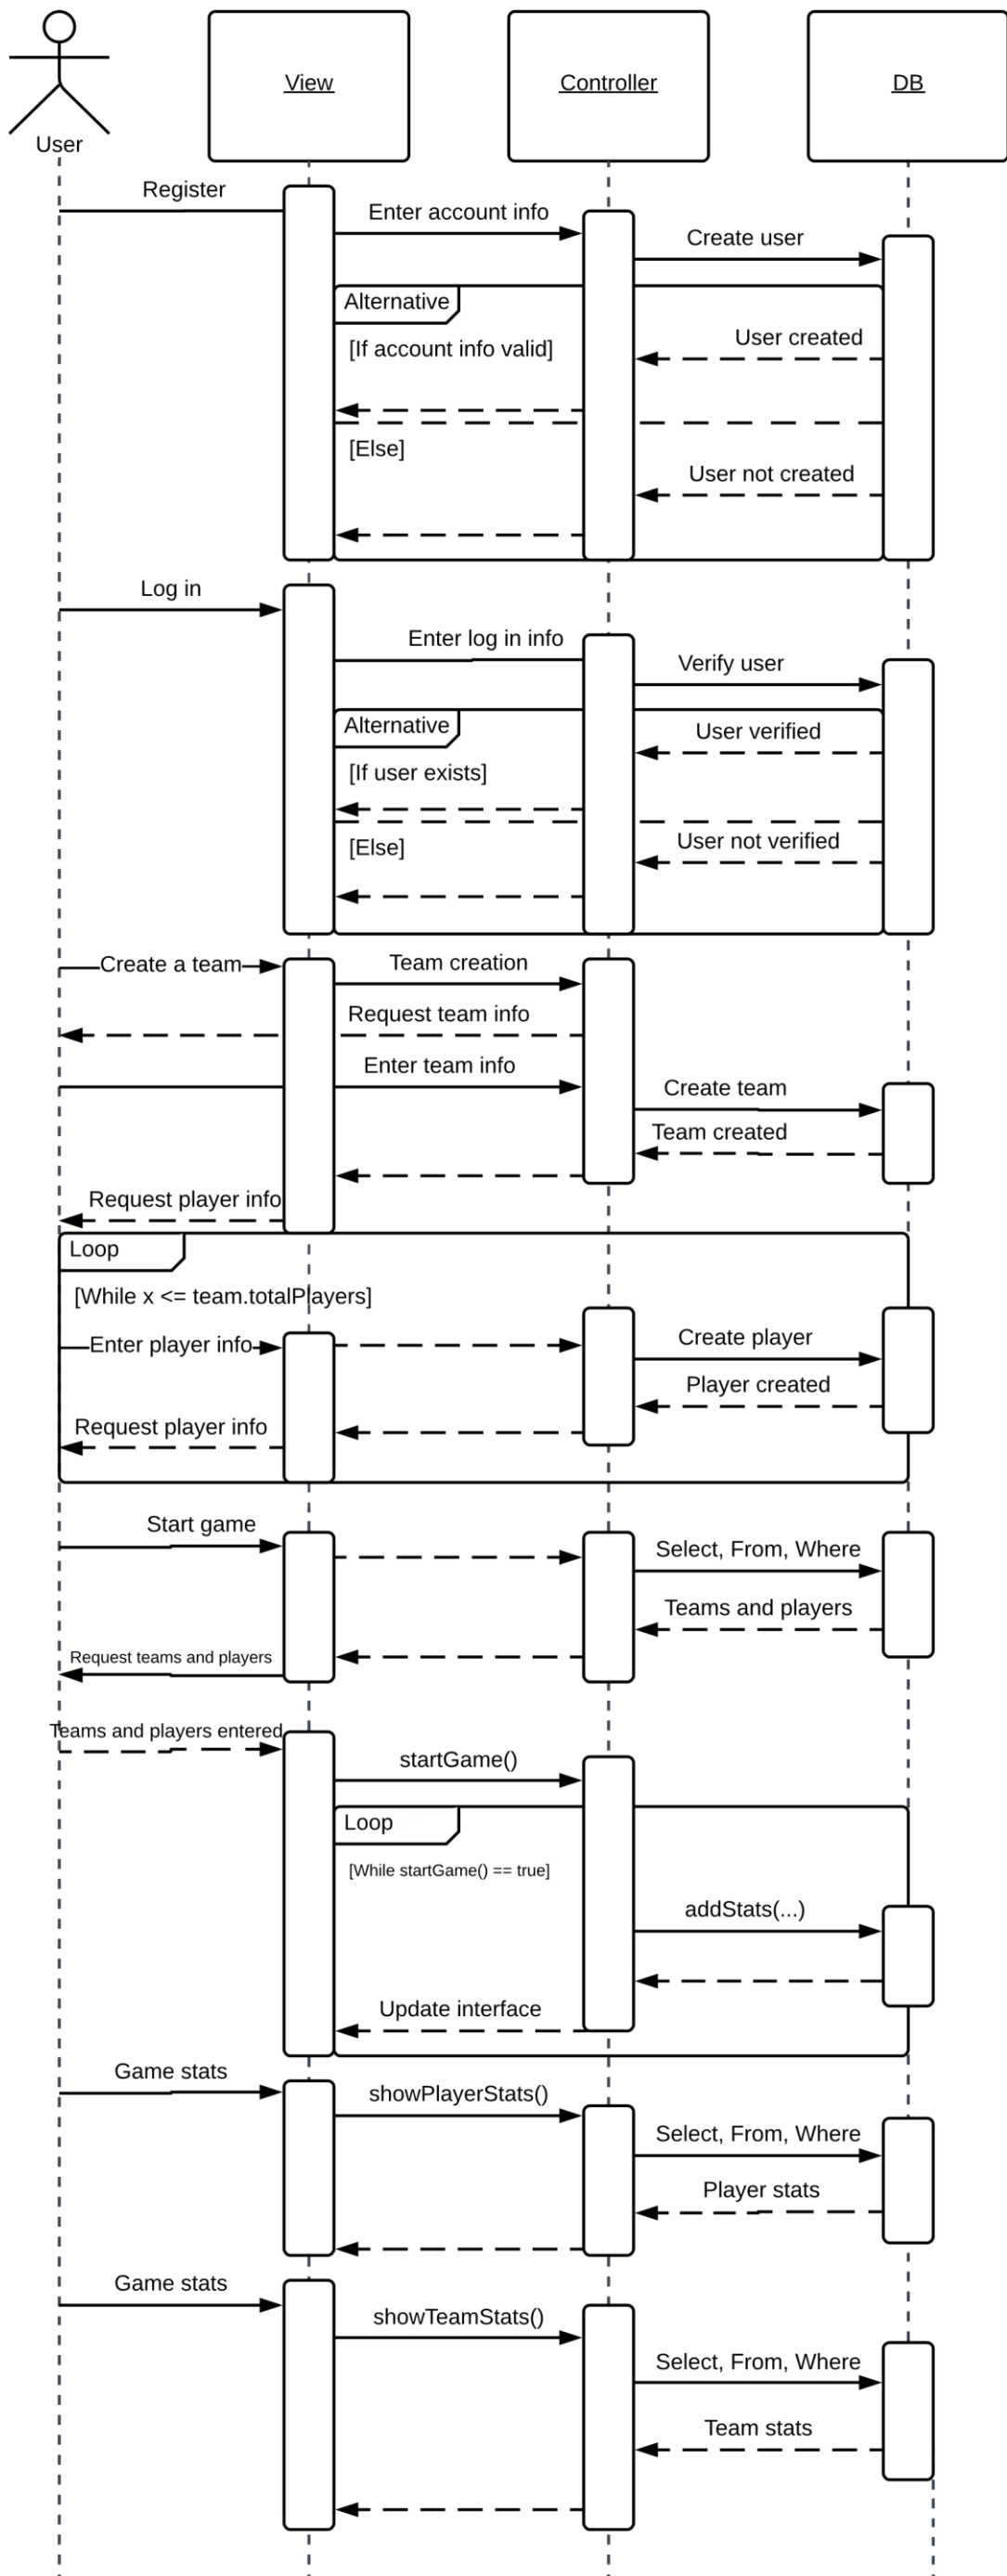 View
Controller
DB
User
Register
Enter account info
Create user
Alternative
User created
[If account info valid]
[Else]
User not created
Log in
Enter log in info
Verify user
Alternative
User verified
[If user exists]
User not verified
[Else]
Create a team
Team creation
Request team info
Enter team info
Create team
Team created
Request player info
Loop
[While x <= team.totalPlayers]
Enter player info
Create player
Player created
Request player info
Start game
Select, From, Where
Teams and players
Request teams and players
Teams and players entered
startGame()
Loop
[While startGame() == true]
addStats(...)
Update interface
Game stats
showPlayerStats()
Select, From, Where
Player stats
Game stats
showTeamStats()
Select, From, Where
Team stats